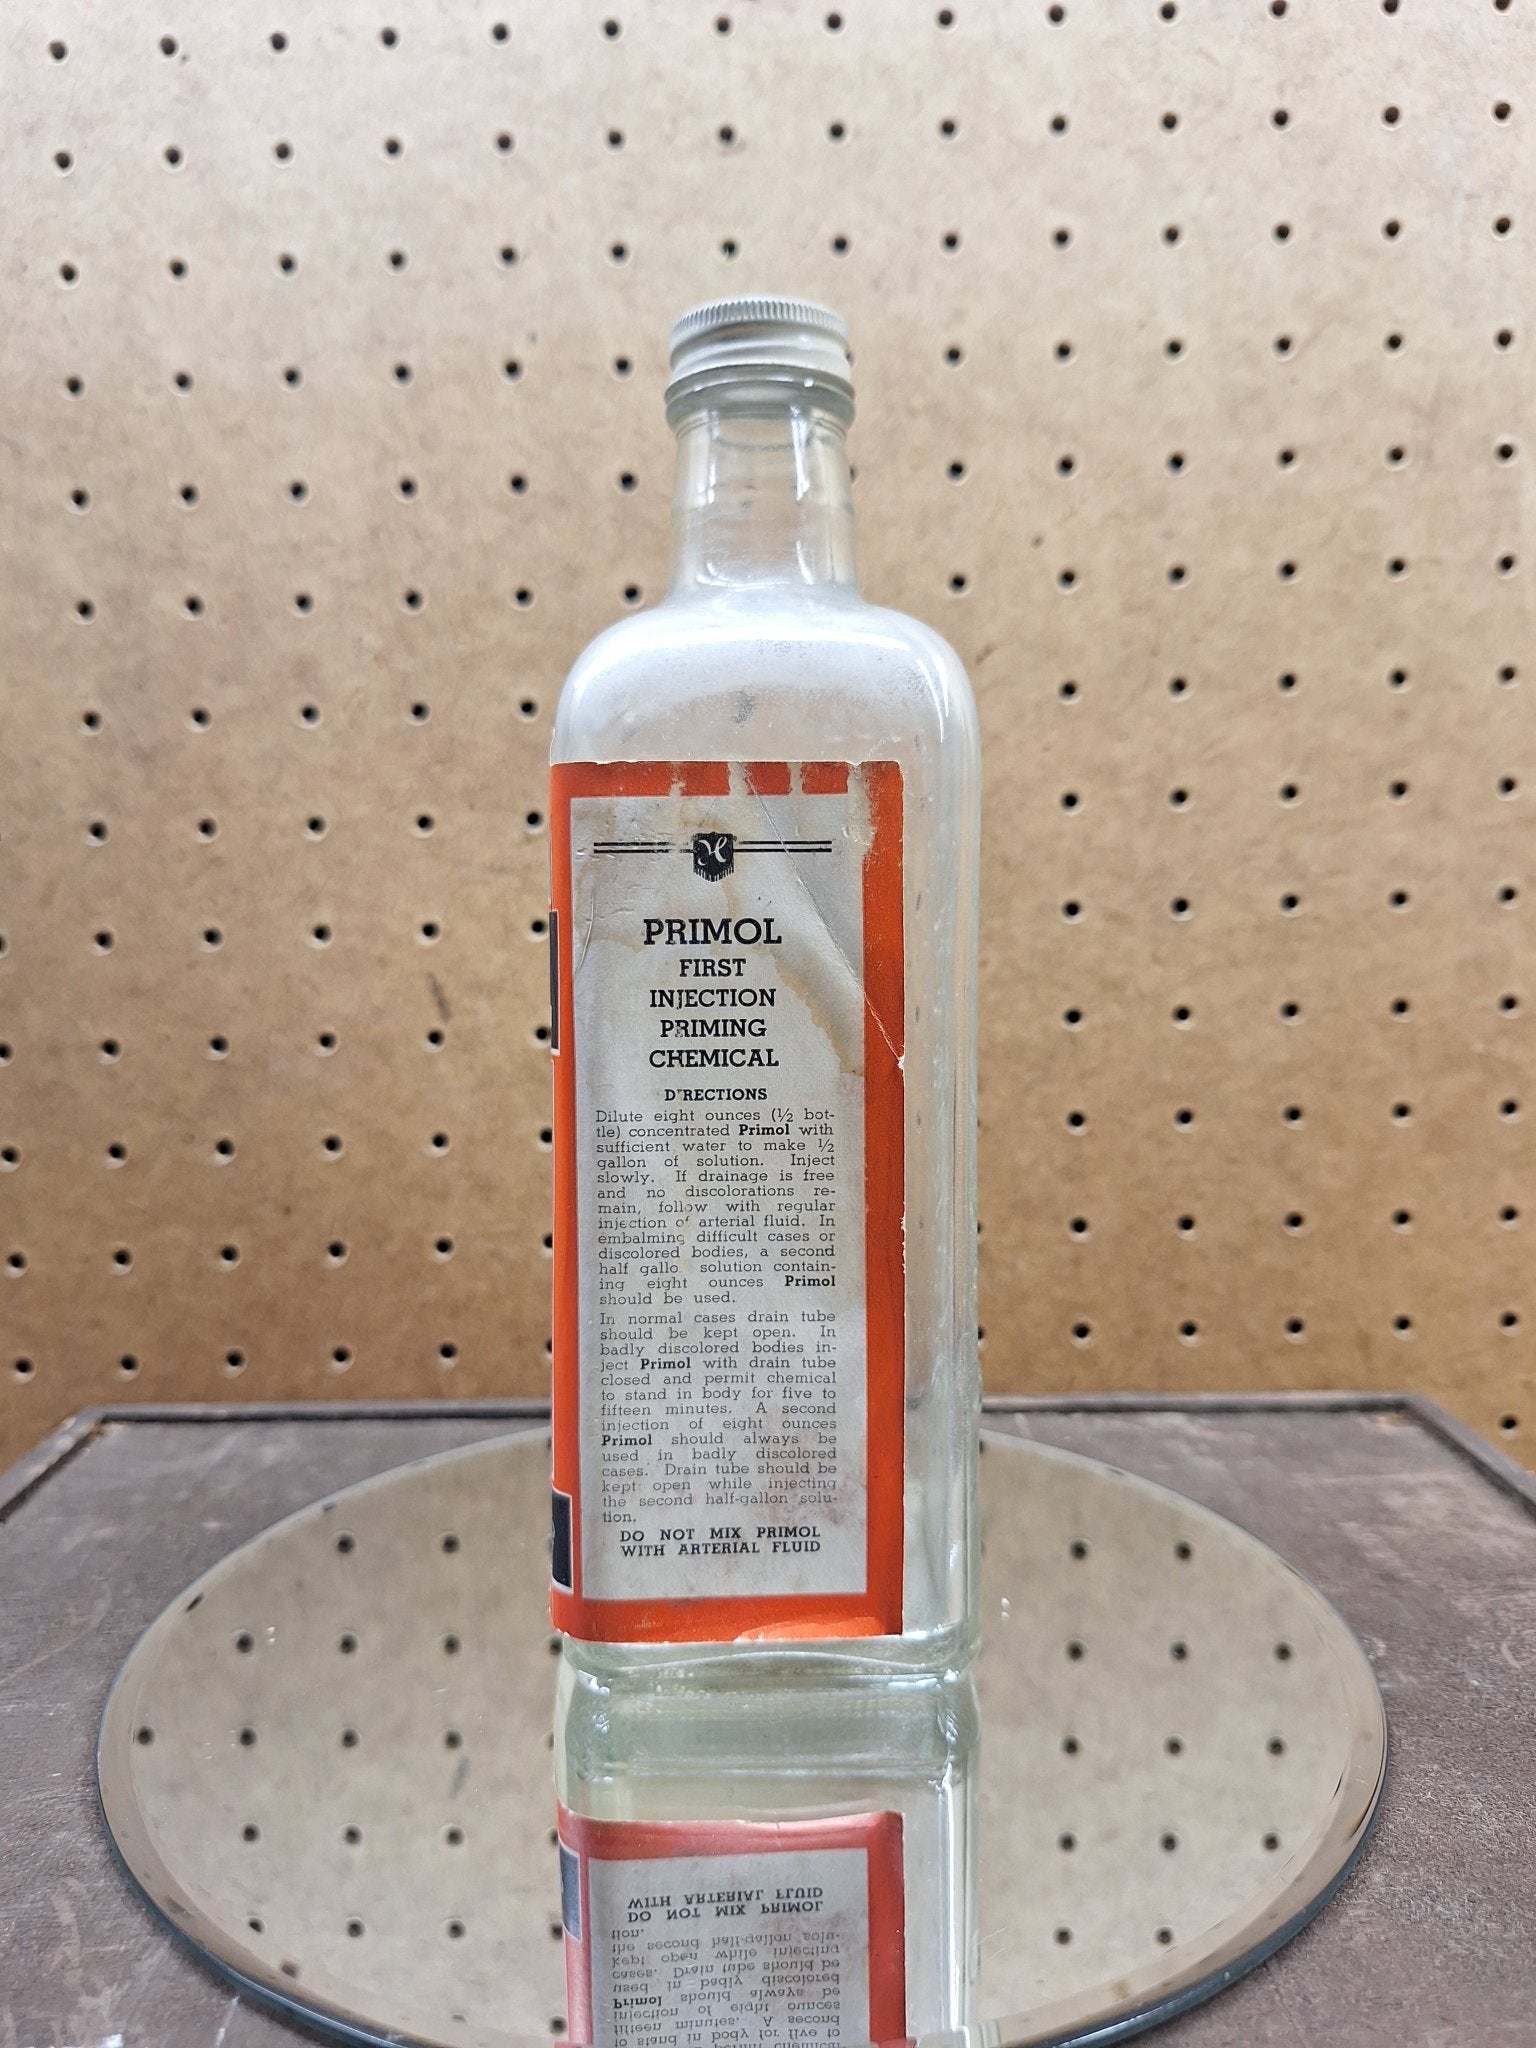 PRIMOL
FIRST
INJECTION
PRIMING
CHEMICAL
D RECTIONS
Dilute eight ounces (½ bot-
tle) concentrated Primol with
sufficient water to make ½
gallon of solution. Inject
slowly. If drainage is free
and no discolorations re-
main, follow with regular
injection of arterial fluid. In
embalming difficult cases or
discolored bodies, a second
half gallo solution contain-
ing eight ounces Primol
should be used.
In normal cases drain tube
should be kept open. In
badly discolored bodies in-
ject Primol with drain tube
closed and permit chemical
to stand in body for five to
fifteen minutes. A second
injection of eight ounces
Primol should always be
used in badly discolored
cases. Drain tube should be
kept open while injecting
the second half-gallon solu-
tion.
DO NOT MIX PRIMOL
WITH ARTERIAL FLUID